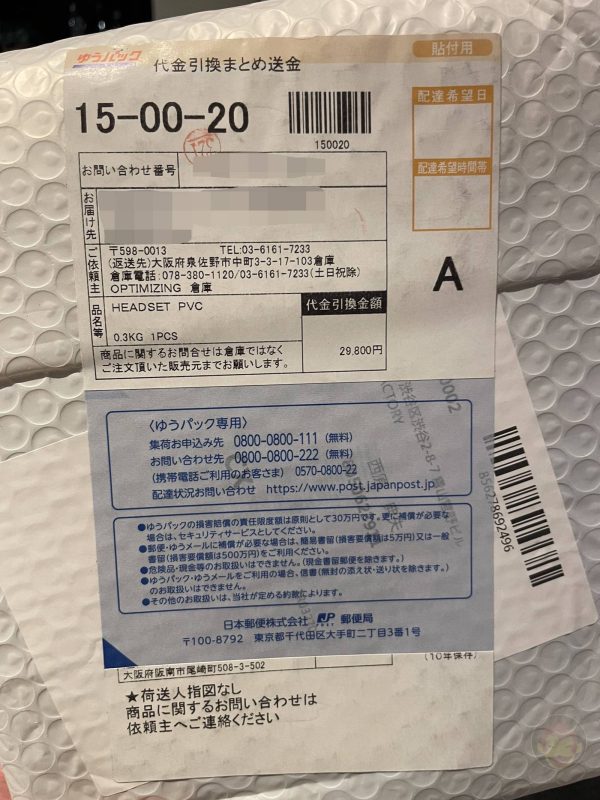 ゆうパック
代金引換まとめ送金
貼付用
15-00-20
150020
配達希望日
配達希望時間帯
お問い合わせ番号
お届け先
A
ご依頼主
〒598-0013 TEL:03-6161-7233
(返送先)大阪府泉佐野市中町3-3-17-103倉庫
倉庫電話:078-380-1120/03-6161-7233(土日祝除)
OPTIMIZING 倉庫
品名等
HEADSET PVC
代金引換金額
0.3KG 1PCS
29.800円
商品に関するお問合せは倉庫ではなく
ご注文頂いた販売元までお願いします。
〈ゆうパック専用〉
集荷お申込み先 0800-0800-111 (無料)
お問い合わせ先 0800-0800-222 (無料)
(携帯電話ご利用のお客さま) 0570-0800-22
配達状況お問い合わせ https://www.post.japanpost.jp
●ゆうパックの損害賠償の責任限度額は原則として30万円です。更に補償が必要な
場合は、セキュリティサービスとしてください。
●郵便・ゆうメールに補償が必要な場合は、簡易書留(損害要償額は5万円)又は一般
書留(損害要償額は500万円)をご利用ください。
●危険品・現金等のお取扱いはできません。(現金書留郵便を除きます。)
●ゆうパック・ゆうメールをご利用の場合、信書(無封の添え状・送り状を除きます。)
のお取扱いはできません。
●その他のお取扱いは、当社が定める約款によります。
日本郵便株式会社 JP POST 郵便局
〒100-8792 東京都千代田区大手町二丁目3番1号
大阪府阪南市尾崎町508-3-502
(10年保存)
★荷送人指図なし
商品に関するお問い合わせは
依頼主へご連絡ください
0002
渋谷区渋谷2-8-7
856278692496